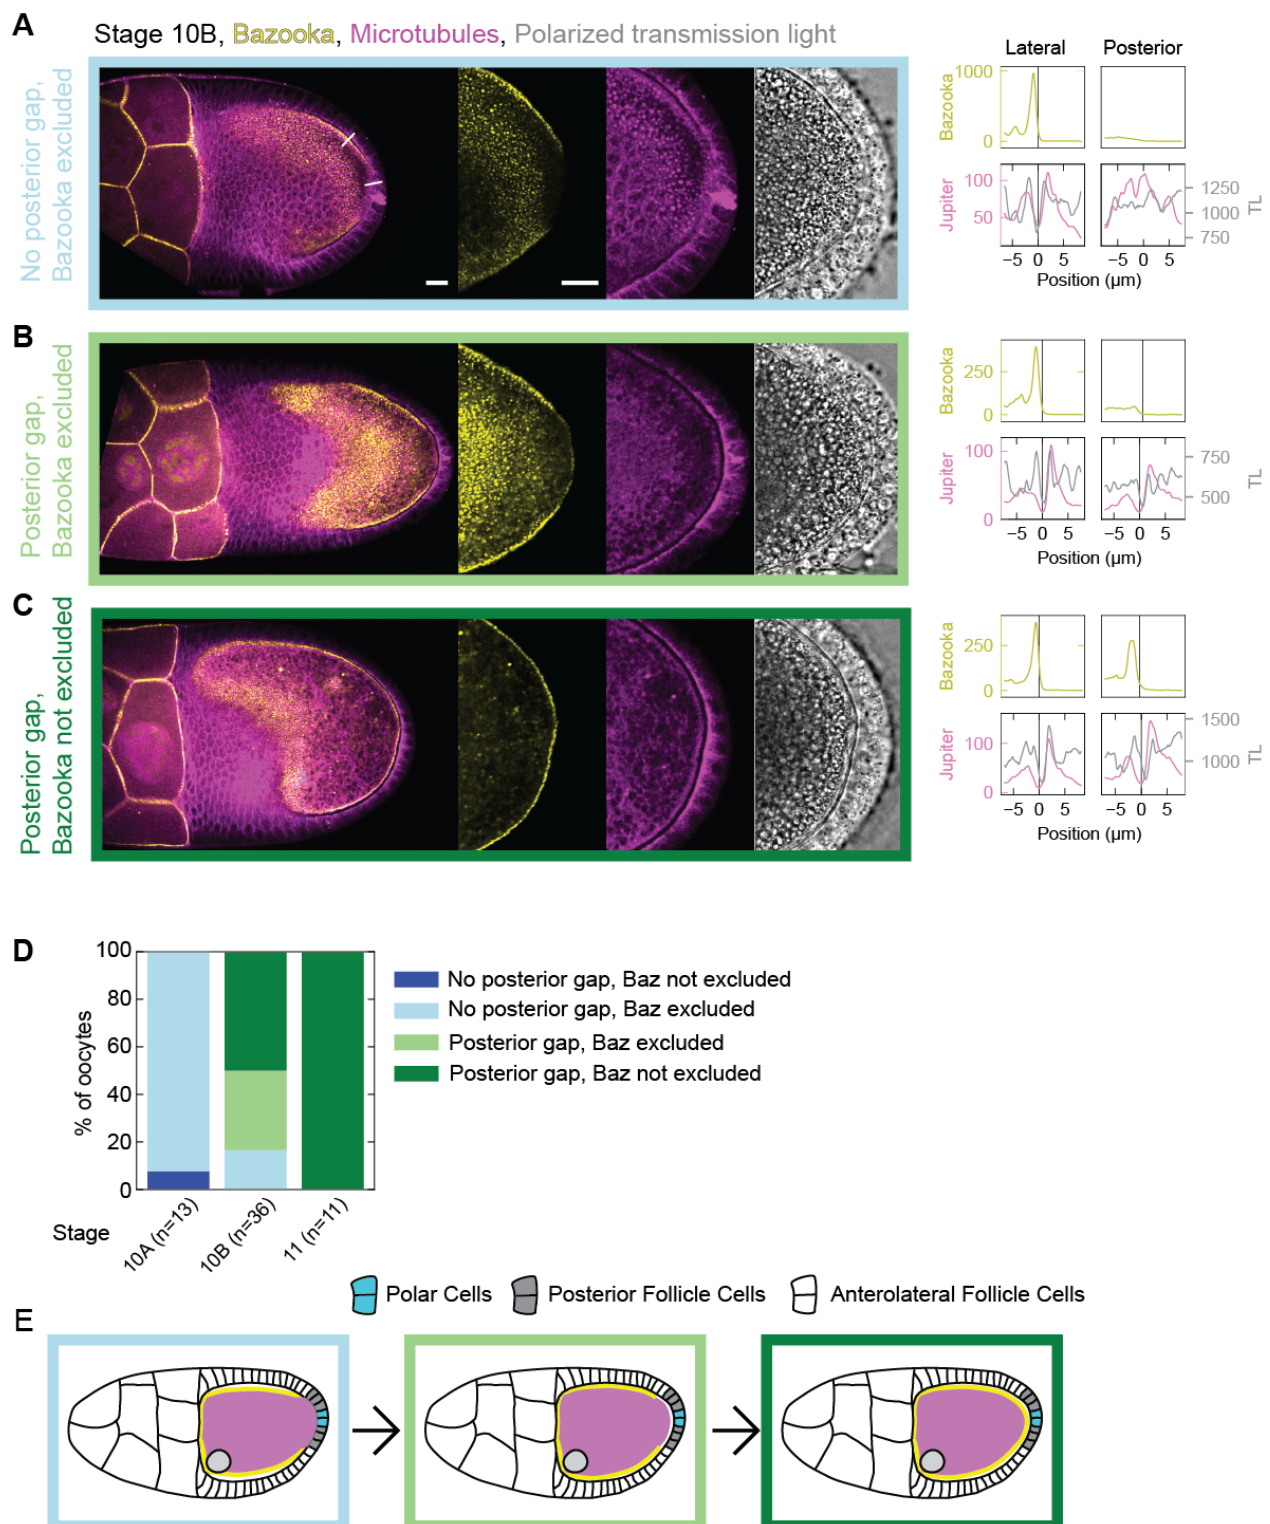 A
Stage 10B, Bazooka, Microtubules, Polarized transmission light
No posterior gap,
Bazooka excluded
Lateral
Posterior
Bazooka
1000
0
Jupiter
100
50
1250
1000
750
TL
−5 0 5
−5 0 5
Position (µm)
B
Posterior gap,
Bazooka excluded
Bazooka
250
0
Jupiter
100
0
750
500
TL
−5 0 5
−5 0 5
Position (µm)
C
Posterior gap,
Bazooka not excluded
Bazooka
250
0
Jupiter
100
0
1500
1000
TL
−5 0 5
−5 0 5
Position (µm)
D
% of oocytes
100
80
60
40
20
0
Stage
10A (n=13)
10B (n=36)
11 (n=11)
No posterior gap, Baz not excluded
No posterior gap, Baz excluded
Posterior gap, Baz excluded
Posterior gap, Baz not excluded
Polar Cells
Posterior Follicle Cells
Anterolateral Follicle Cells
E